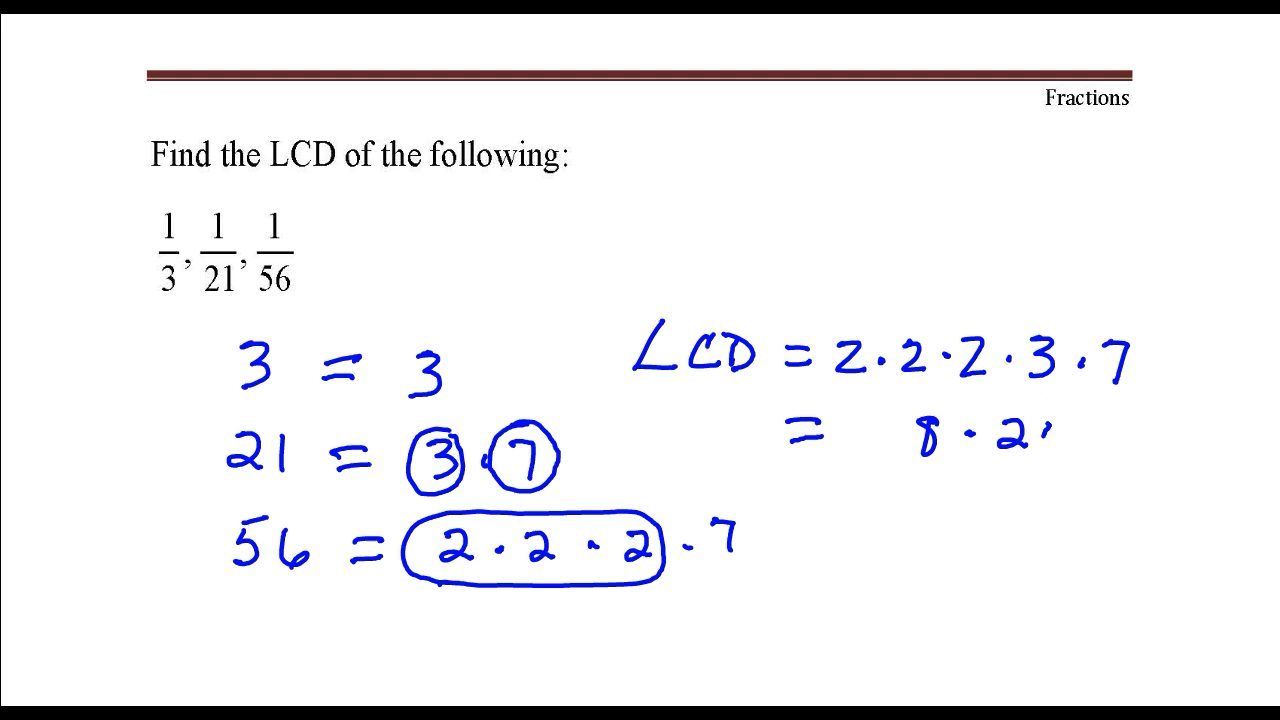 Fractions
Find the LCD of the following:
1/3, 1/21, 1/56
3 = 3
21 = 3 · 7
56 = 2 · 2 · 2 · 7
LCD = 2 · 2 · 2 · 3 · 7
= 8 · 2